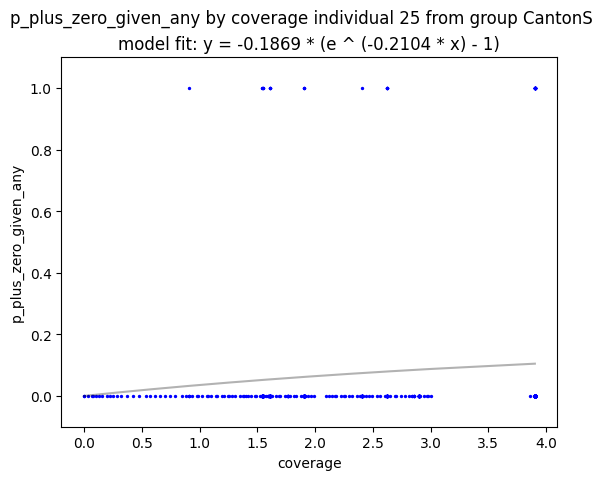 p_plus_zero_given_any by coverage individual 25 from group CantonS
model fit: y = -0.1869 * (e ^ (-0.2104 * x) - 1)
1.0
0.8
0.6
0.4
0.2
0.0
p_plus_zero_given_any
0.0 0.5 1.0 1.5 2.0 2.5 3.0 3.5 4.0
coverage